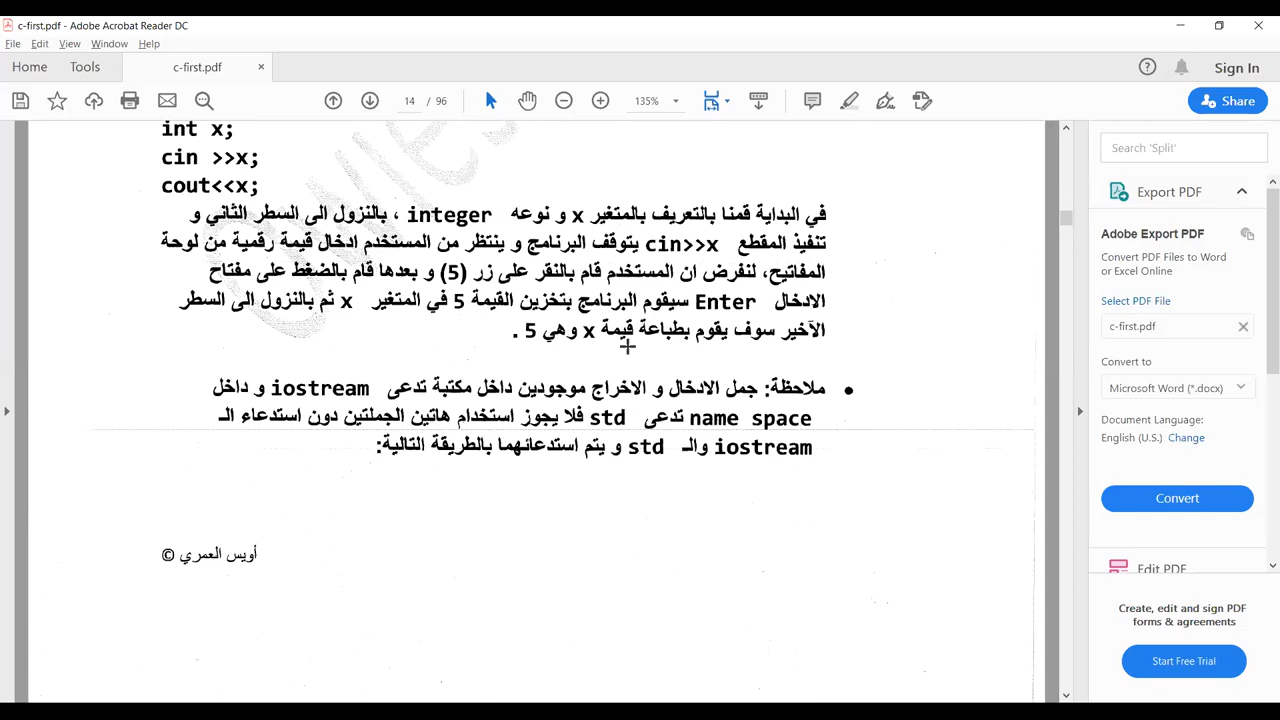 c-first.pdf - Adobe Acrobat Reader DC
File Edit View Window Help
Home Tools c-first.pdf Sign In
14 / 96 135% Share
int x;
cin >>x;
cout<<x;
في البداية قمنا بالتعريف بالمتغير x و نوعه integer ، بالنزول الى السطر الثاني و
تنفيذ المقطع cin>>x يتوقف البرنامج و ينتظر من المستخدم ادخال قيمة رقمية من لوحة
المفاتيح، لنفرض ان المستخدم قام بالنقر على زر (5) و بعدها قام بالضغط على مفتاح
الادخال Enter سيقوم البرنامج بتخزين القيمة 5 في المتغير x ثم بالنزول الى السطر
الآخير سوف يقوم بطباعة قيمة x وهي 5 .
• ملاحظة: جمل الادخال و الاخراج موجودين داخل مكتبة تدعى iostream و داخل
name space تدعى std فلا يجوز استخدام هاتين الجملتين دون استدعاء الـ
iostream والـ std و يتم استدعائهما بالطريقة التالية:
أويس العمري ©
Search 'Split'
Export PDF
Adobe Export PDF
Convert PDF Files to Word
or Excel Online
Select PDF File
c-first.pdf
Convert to
Microsoft Word (*.docx)
Document Language:
English (U.S.) Change
Convert
Edit PDF
Create, edit and sign PDF
forms & agreements
Start Free Trial